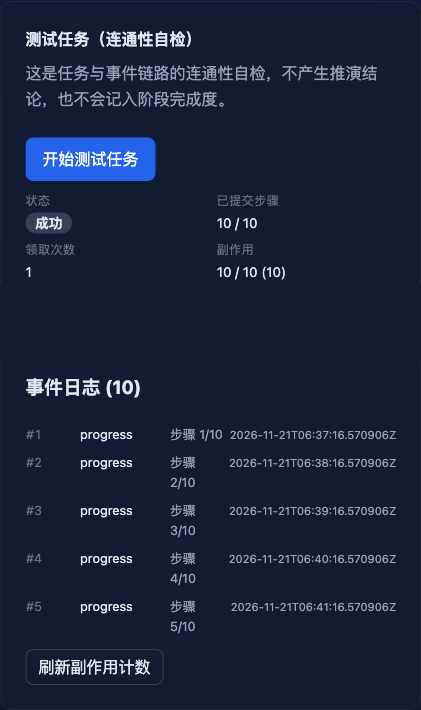 测试任务（连通性自检）
这是任务与事件链路的连通性自检，不产生推演结
论，也不会记入阶段完成度。
开始测试任务
状态 已提交步骤
成功 10 / 10
领取次数 副作用
1 10 / 10 (10)
事件日志 (10)
#1 progress 步骤 1/10 2026-11-21T06:37:16.570906Z
#2 progress 步骤 2026-11-21T06:38:16.570906Z
2/10
#3 progress 步骤 2026-11-21T06:39:16.570906Z
3/10
#4 progress 步骤 2026-11-21T06:40:16.570906Z
4/10
#5 progress 步骤 2026-11-21T06:41:16.570906Z
5/10
刷新副作用计数